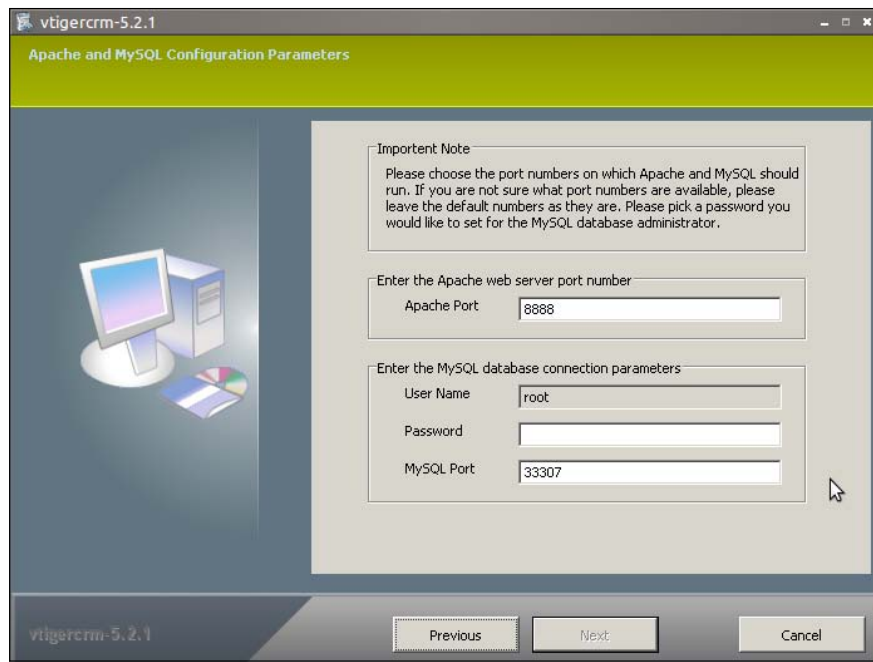 vtigercrm-5.2.1
Apache and MySQL Configuration Parameters
Importent Note
Please choose the port numbers on which Apache and MySQL should
run. If you are not sure what port numbers are available, please
leave the default numbers as they are. Please pick a password you
would like to set for the MySQL database administrator.
Enter the Apache web server port number
Apache Port 8888
Enter the MySQL database connection parameters
User Name root
Password
MySQL Port 33307
vtigercrm-5.2.1
Previous Next Cancel